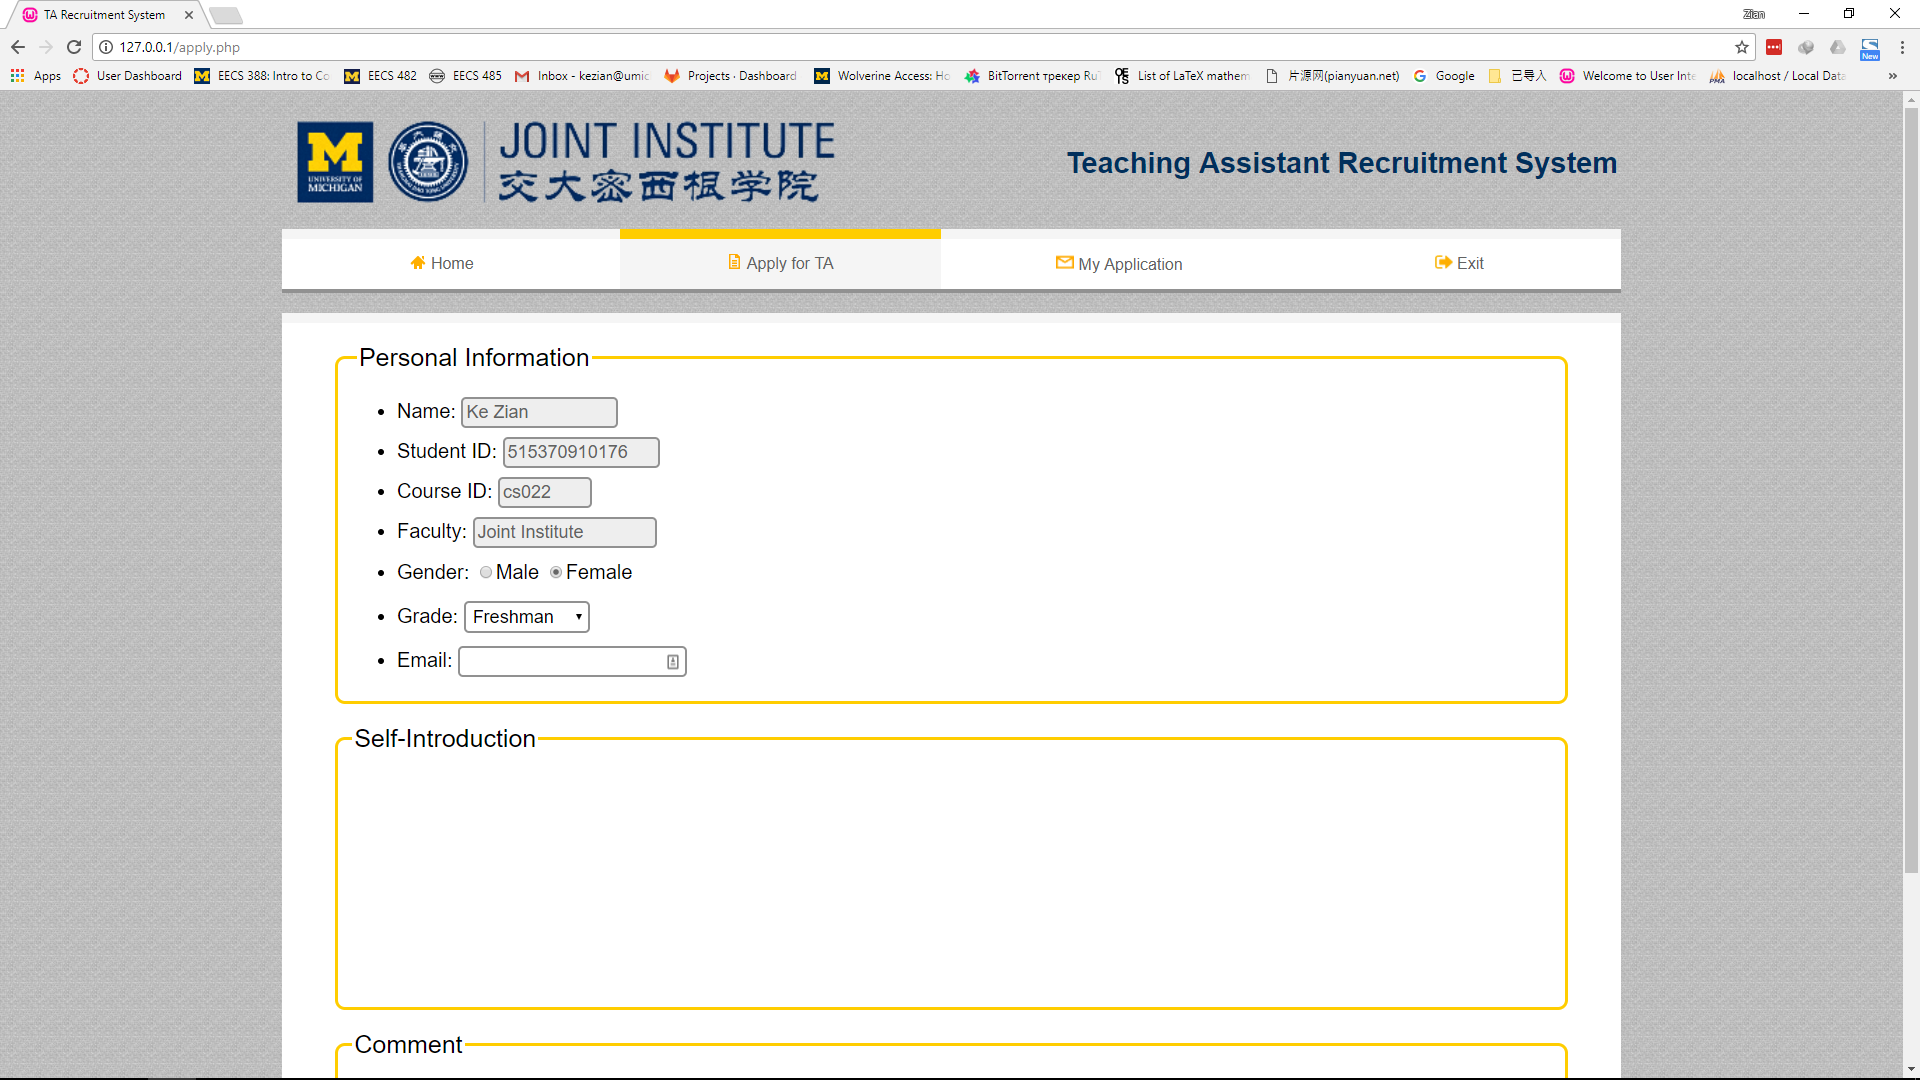 TA Recruitment System
Zian
127.0.0.1/apply.php
New
Apps User Dashboard EECS 388: Intro to Co EECS 482 EECS 485 Inbox - kezian@umic Projects · Dashboard Wolverine Access: Ho BitTorrent трекер Ru List of LaTeX mathem 片源网(pianyuan.net) Google 已导入 Welcome to User Inte localhost / Local Data »
M
UNIVERSITY OF
MICHIGAN
JOINT INSTITUTE
交大密西根学院
Teaching Assistant Recruitment System
Home Apply for TA My Application Exit
Personal Information
Name: Ke Zian
Student ID: 515370910176
Course ID: cs022
Faculty: Joint Institute
Gender: Male Female
Grade: Freshman
Email:
Self-Introduction
Comment